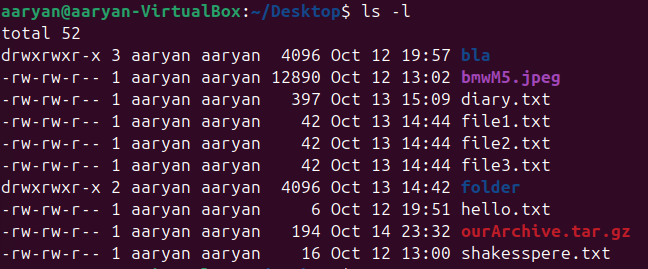 aaryan@aaryan-VirtualBox:~/Desktop$ ls -l
total 52
drwxrwxr-x 3 aaryan aaryan  4096 Oct 12 19:57 bla
-rw-rw-r-- 1 aaryan aaryan 12890 Oct 12 13:02 bmwM5.jpeg
-rw-rw-r-- 1 aaryan aaryan   397 Oct 13 15:09 diary.txt
-rw-rw-r-- 1 aaryan aaryan    42 Oct 13 14:44 file1.txt
-rw-rw-r-- 1 aaryan aaryan    42 Oct 13 14:44 file2.txt
-rw-rw-r-- 1 aaryan aaryan    42 Oct 13 14:44 file3.txt
drwxrwxr-x 2 aaryan aaryan  4096 Oct 13 14:42 folder
-rw-rw-r-- 1 aaryan aaryan     6 Oct 12 19:51 hello.txt
-rw-rw-r-- 1 aaryan aaryan   194 Oct 14 23:32 ourArchive.tar.gz
-rw-rw-r-- 1 aaryan aaryan    16 Oct 12 13:00 shakesspere.txt